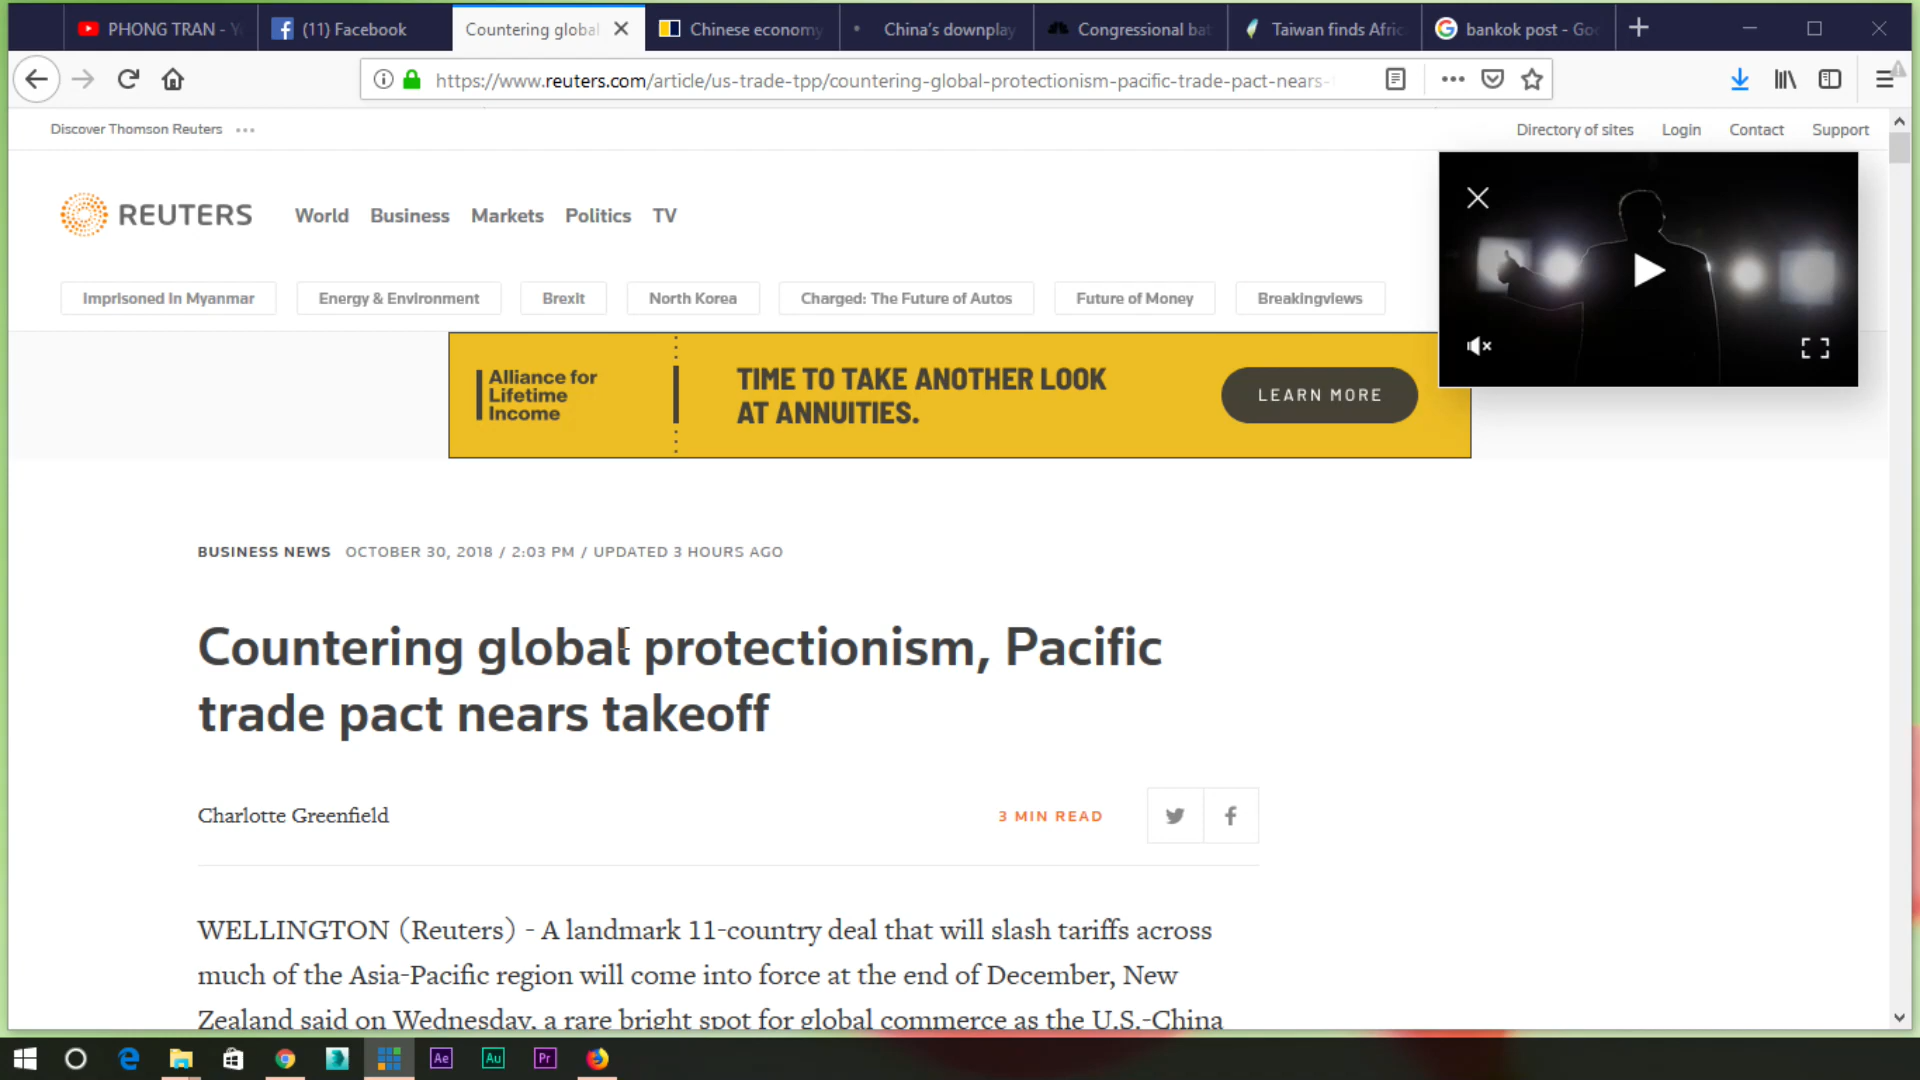 PHONG TRAN - Y
(11) Facebook
Countering global
Chinese economy
China's downplay
Congressional bat
Taiwan finds Afric
bankok post - Goo
https://www.reuters.com/article/us-trade-tpp/countering-global-protectionism-pacific-trade-pact-nears-
Discover Thomson Reuters
Directory of sites
Login
Contact
Support
REUTERS
World
Business
Markets
Politics
TV
Imprisoned In Myanmar
Energy & Environment
Brexit
North Korea
Charged: The Future of Autos
Future of Money
Breakingviews
Alliance for
Lifetime
Income
TIME TO TAKE ANOTHER LOOK
AT ANNUITIES.
LEARN MORE
BUSINESS NEWS OCTOBER 30, 2018 / 2:03 PM / UPDATED 3 HOURS AGO
Countering global protectionism, Pacific
trade pact nears takeoff
Charlotte Greenfield
3 MIN READ
WELLINGTON (Reuters) - A landmark 11-country deal that will slash tariffs across
much of the Asia-Pacific region will come into force at the end of December, New
Zealand said on Wednesday, a rare bright spot for global commerce as the U.S.-China
Ae
Au
Pr